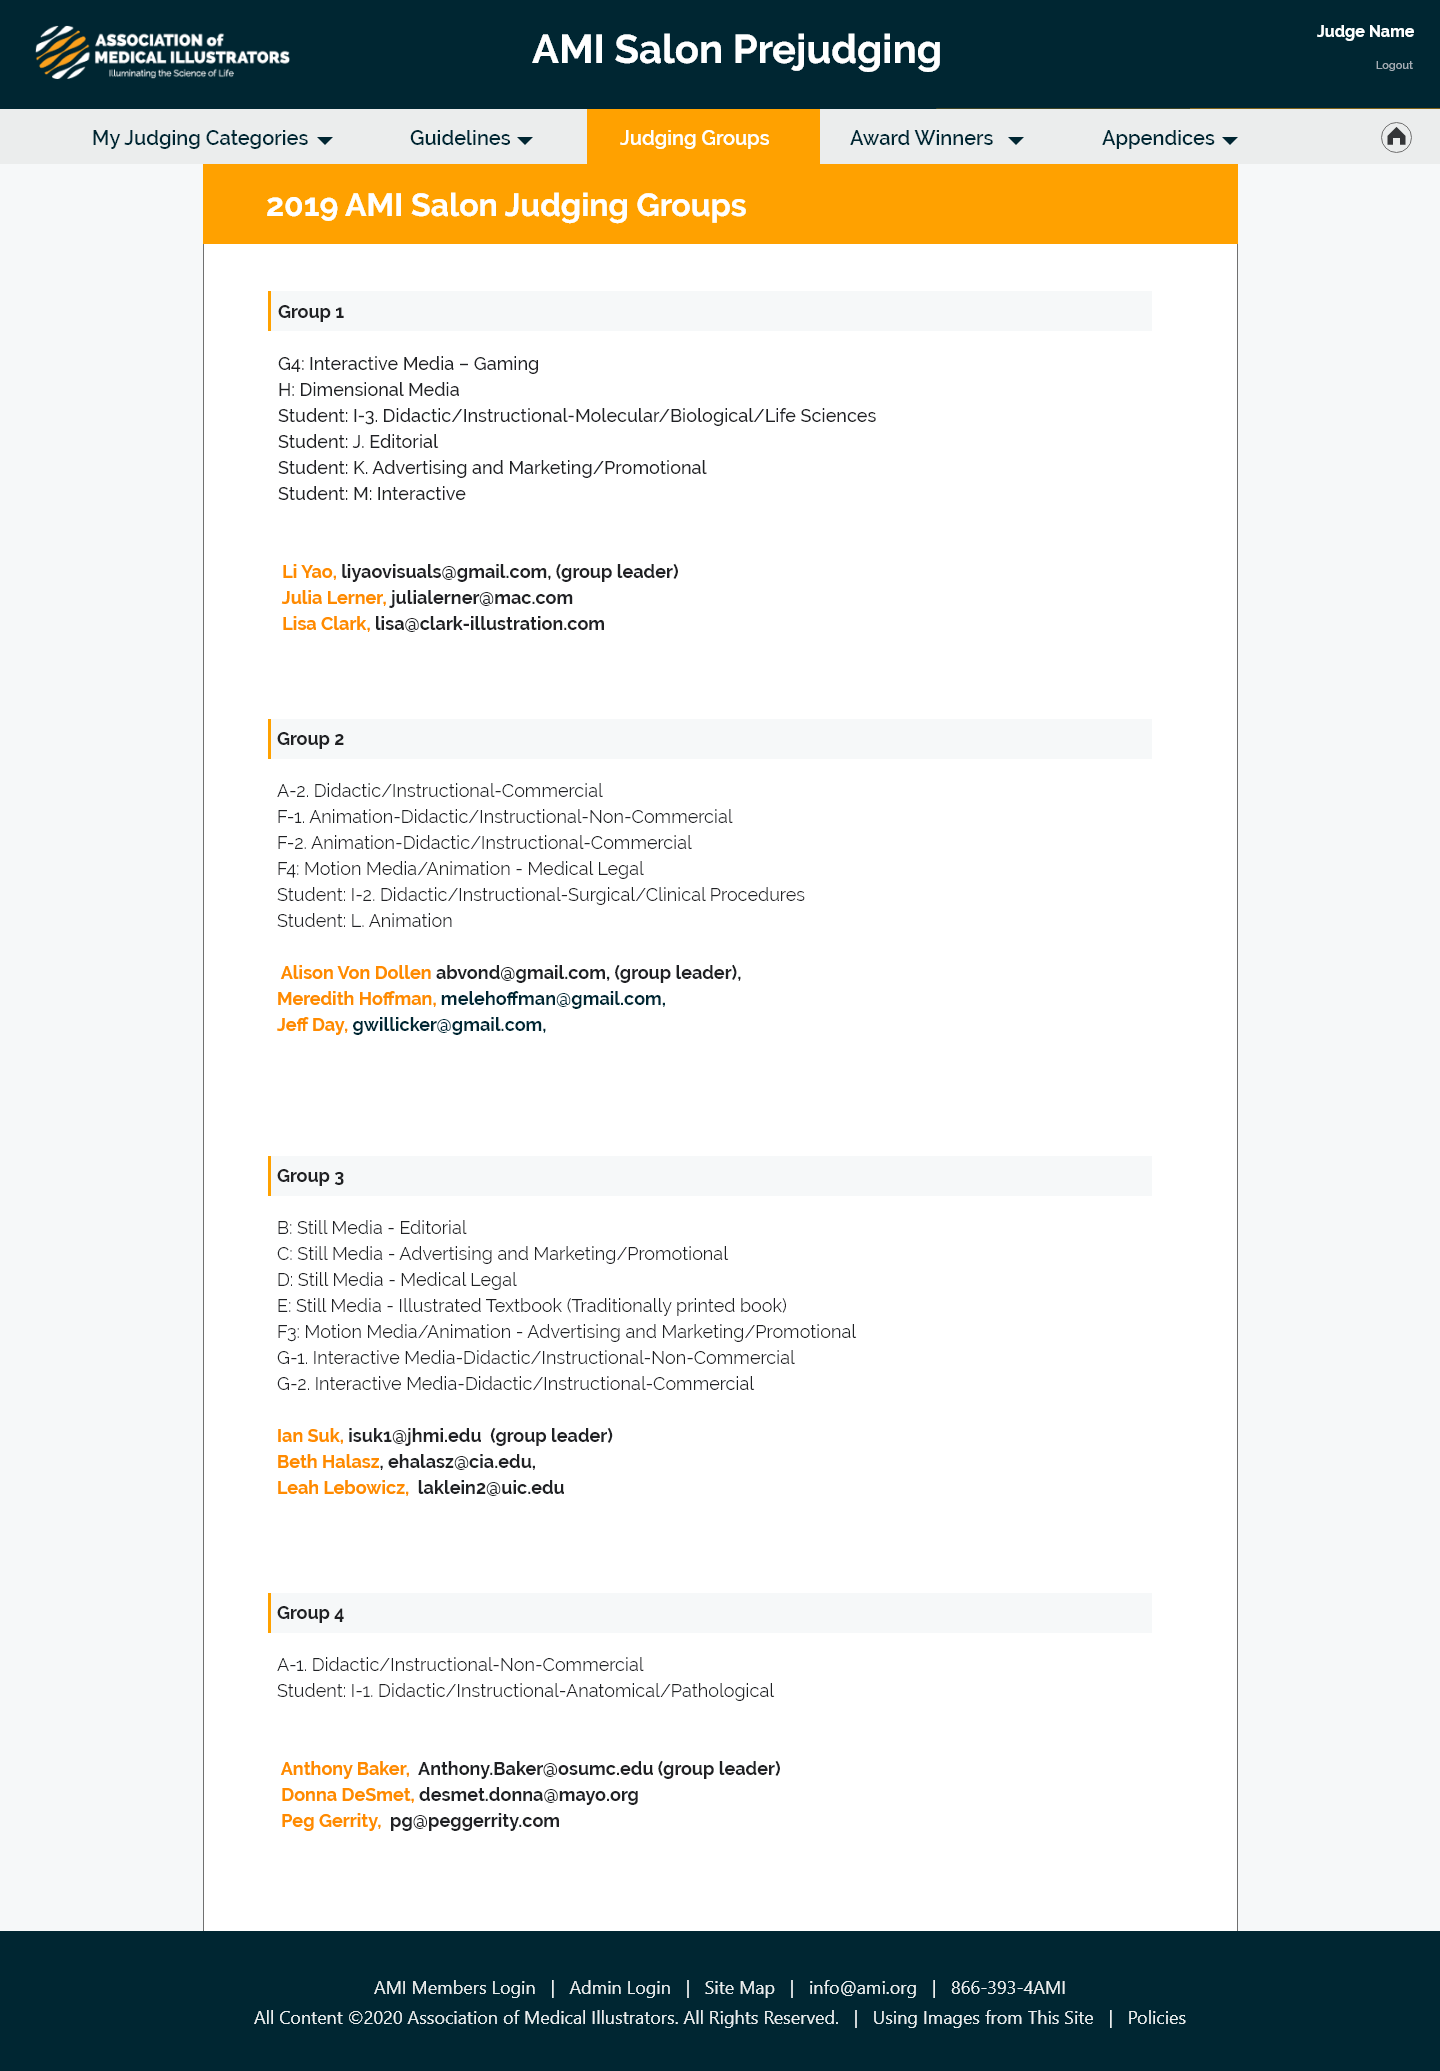 ASSOCIATION of
MEDICAL ILLUSTRATORS
Illuminating the Science of Life
AMI Salon Prejudging
Judge Name
Logout
My Judging Categories
Guidelines
Judging Groups
Award Winners
Appendices
2019 AMI Salon Judging Groups
Group 1
G4: Interactive Media – Gaming
H: Dimensional Media
Student: I-3. Didactic/Instructional-Molecular/Biological/Life Sciences
Student: J. Editorial
Student: K. Advertising and Marketing/Promotional
Student: M: Interactive
Li Yao, liyaovisuals@gmail.com, (group leader)
Julia Lerner, julialerner@mac.com
Lisa Clark, lisa@clark-illustration.com
Group 2
A-2. Didactic/Instructional-Commercial
F-1. Animation-Didactic/Instructional-Non-Commercial
F-2. Animation-Didactic/Instructional-Commercial
F4: Motion Media/Animation - Medical Legal
Student: I-2. Didactic/Instructional-Surgical/Clinical Procedures
Student: L. Animation
Alison Von Dollen abvond@gmail.com, (group leader),
Meredith Hoffman, melehoffman@gmail.com,
Jeff Day, gwillicker@gmail.com,
Group 3
B: Still Media - Editorial
C: Still Media - Advertising and Marketing/Promotional
D: Still Media - Medical Legal
E: Still Media - Illustrated Textbook (Traditionally printed book)
F3: Motion Media/Animation - Advertising and Marketing/Promotional
G-1. Interactive Media-Didactic/Instructional-Non-Commercial
G-2. Interactive Media-Didactic/Instructional-Commercial
Ian Suk, isuk1@jhmi.edu (group leader)
Beth Halasz, ehalasz@cia.edu,
Leah Lebowicz, laklein2@uic.edu
Group 4
A-1. Didactic/Instructional-Non-Commercial
Student: I-1. Didactic/Instructional-Anatomical/Pathological
Anthony Baker, Anthony.Baker@osumc.edu (group leader)
Donna DeSmet, desmet.donna@mayo.org
Peg Gerrity, pg@peggerrity.com
AMI Members Login | Admin Login | Site Map | info@ami.org | 866-393-4AMI
All Content ©2020 Association of Medical Illustrators. All Rights Reserved. | Using Images from This Site | Policies